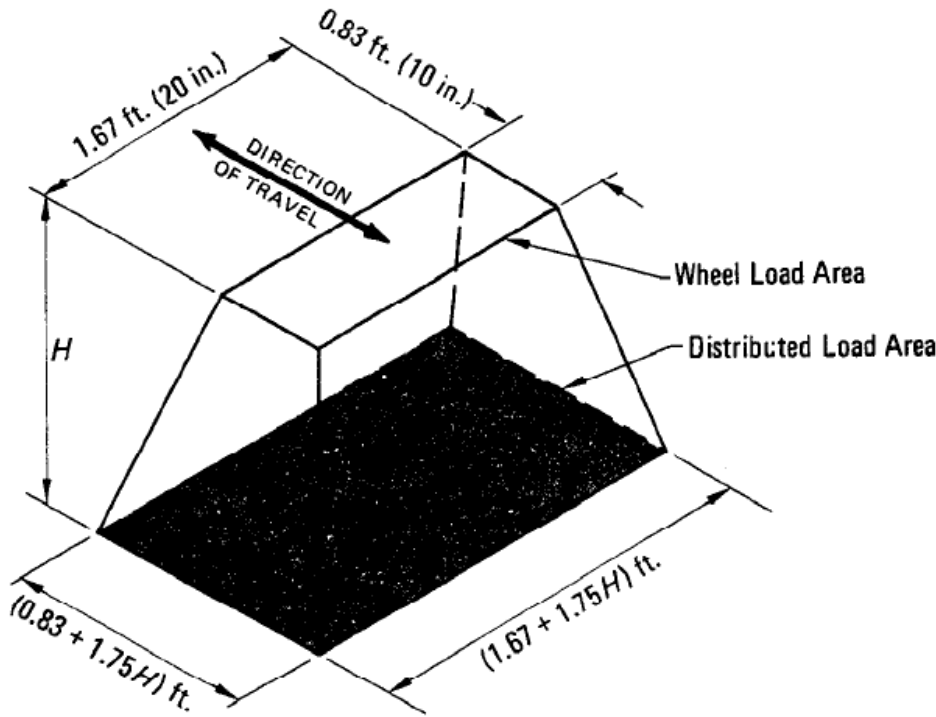 0.83 ft. (10 in.)
1.67 ft. (20 in.)
DIRECTION
OF TRAVEL
Wheel Load Area
H
Distributed Load Area
(0.83 + 1.75H) ft.
(1.67 + 1.75H) ft.